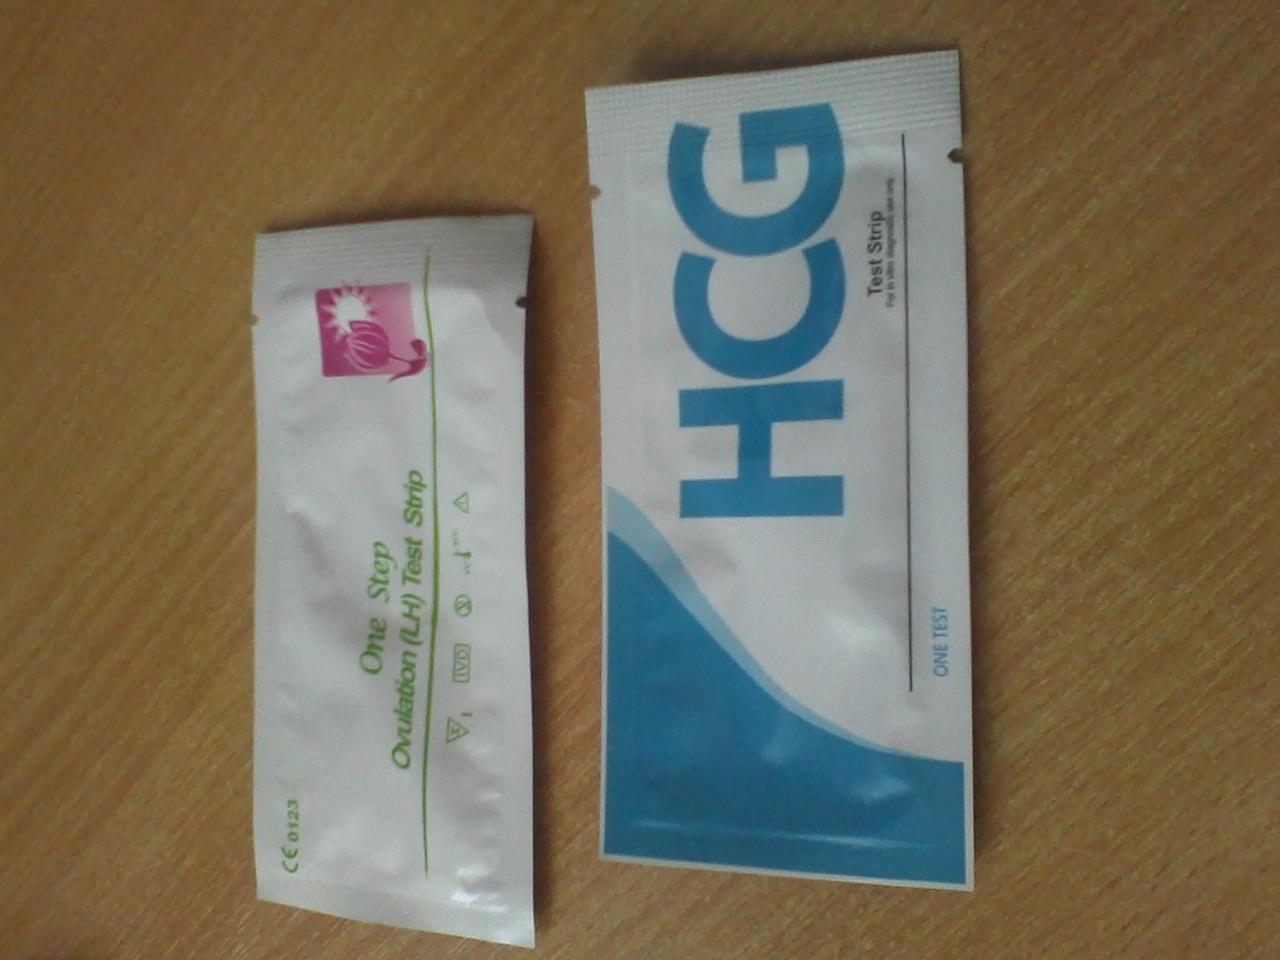 CE 0123
One Step
Ovulation (LH) Test Strip
IVD
HCG
Test Strip
For in vitro diagnostic use only
ONE TEST